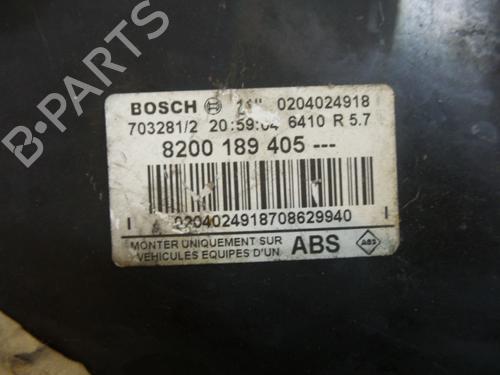 B-PARTS
BOSCH 11" 0204024918
703281/2 20:59:04 6410 R 5.7
8200 189 405 ---
I 0204024918708629940 I
MONTER UNIQUEMENT SUR
VEHICULES EQUIPES D'UN ABS ABS